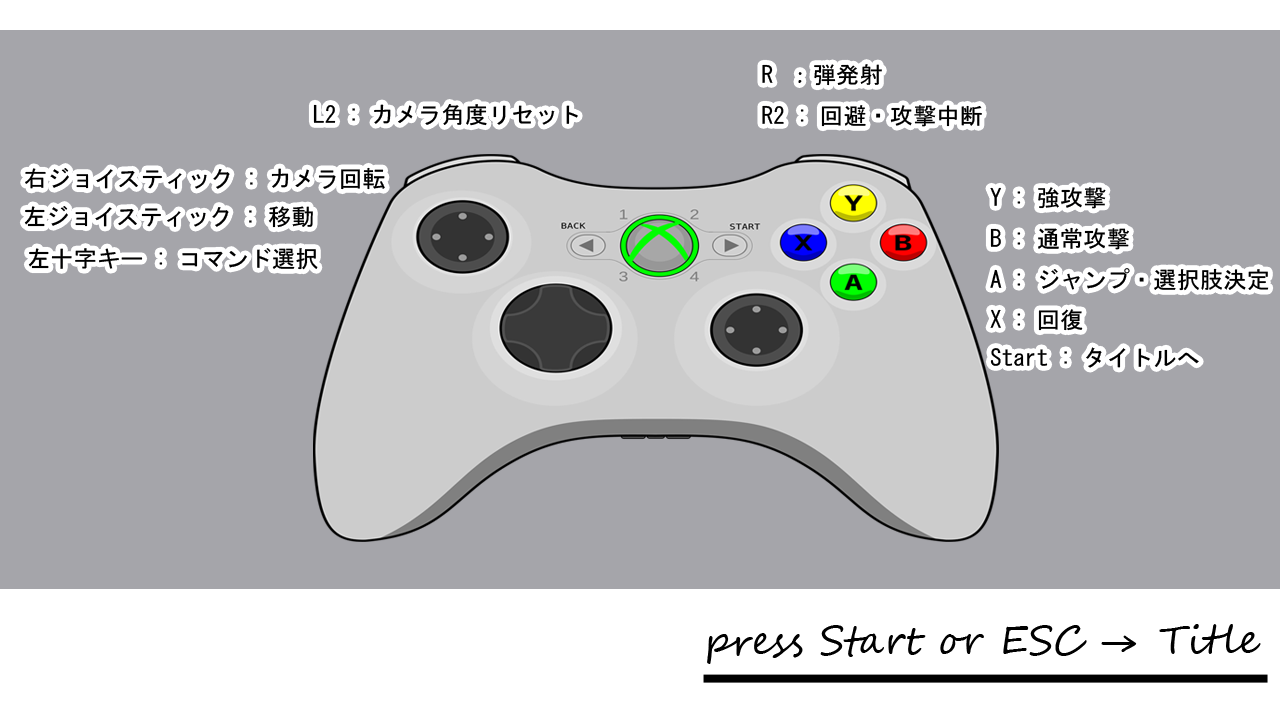 R ：弾発射
L2：カメラ角度リセット
R2：回避・攻撃中断
右ジョイスティック：カメラ回転
左ジョイスティック：移動
左十字キー：コマンド選択
Y：強攻撃
B：通常攻撃
A：ジャンプ・選択肢決定
X：回復
Start：タイトルへ
1 2
BACK START
3 4
Y
X B
A
press Start or ESC → Title